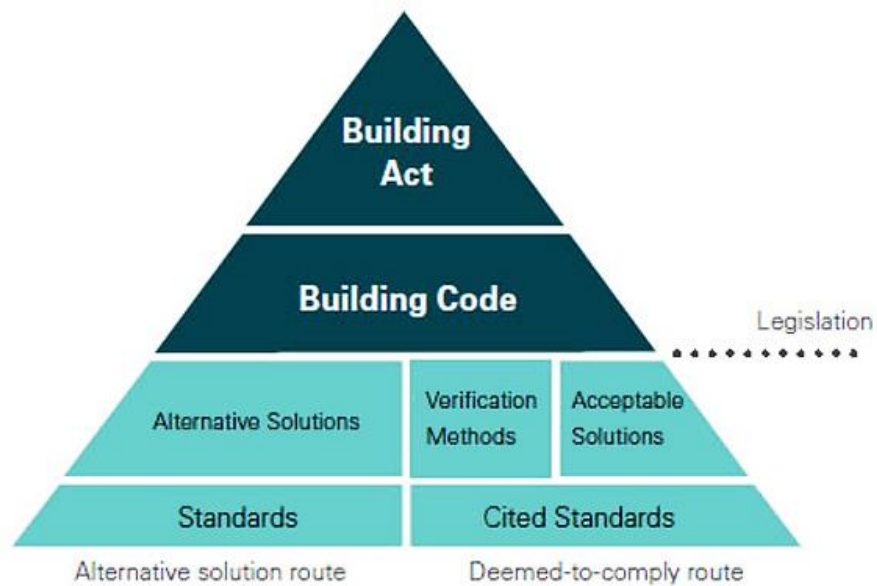 Building
Act
Building Code
Legislation
Alternative Solutions
Verification
Methods
Acceptable
Solutions
Standards
Cited Standards
Alternative solution route
Deemed-to-comply route